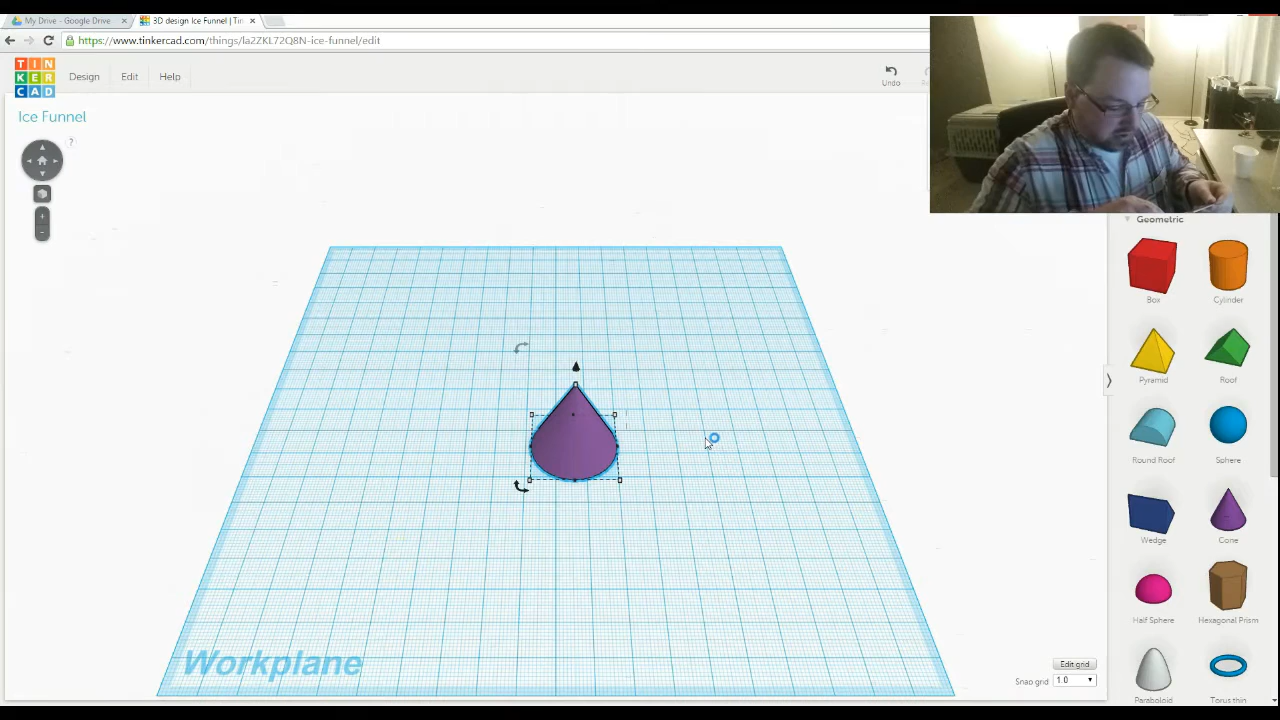 My Drive - Google Drive
3D design Ice Funnel | Tin
https://www.tinkercad.com/things/la2ZKL72Q8N-ice-funnel/edit
TIN
KER
CAD
Design
Edit
Help
Undo
Ice Funnel
?
Geometric
Box
Cylinder
Pyramid
Roof
Round Roof
Sphere
Wedge
Cone
Half Sphere
Hexagonal Prism
Paraboloid
Torus thin
Workplane
Edit grid
Snap grid
1.0